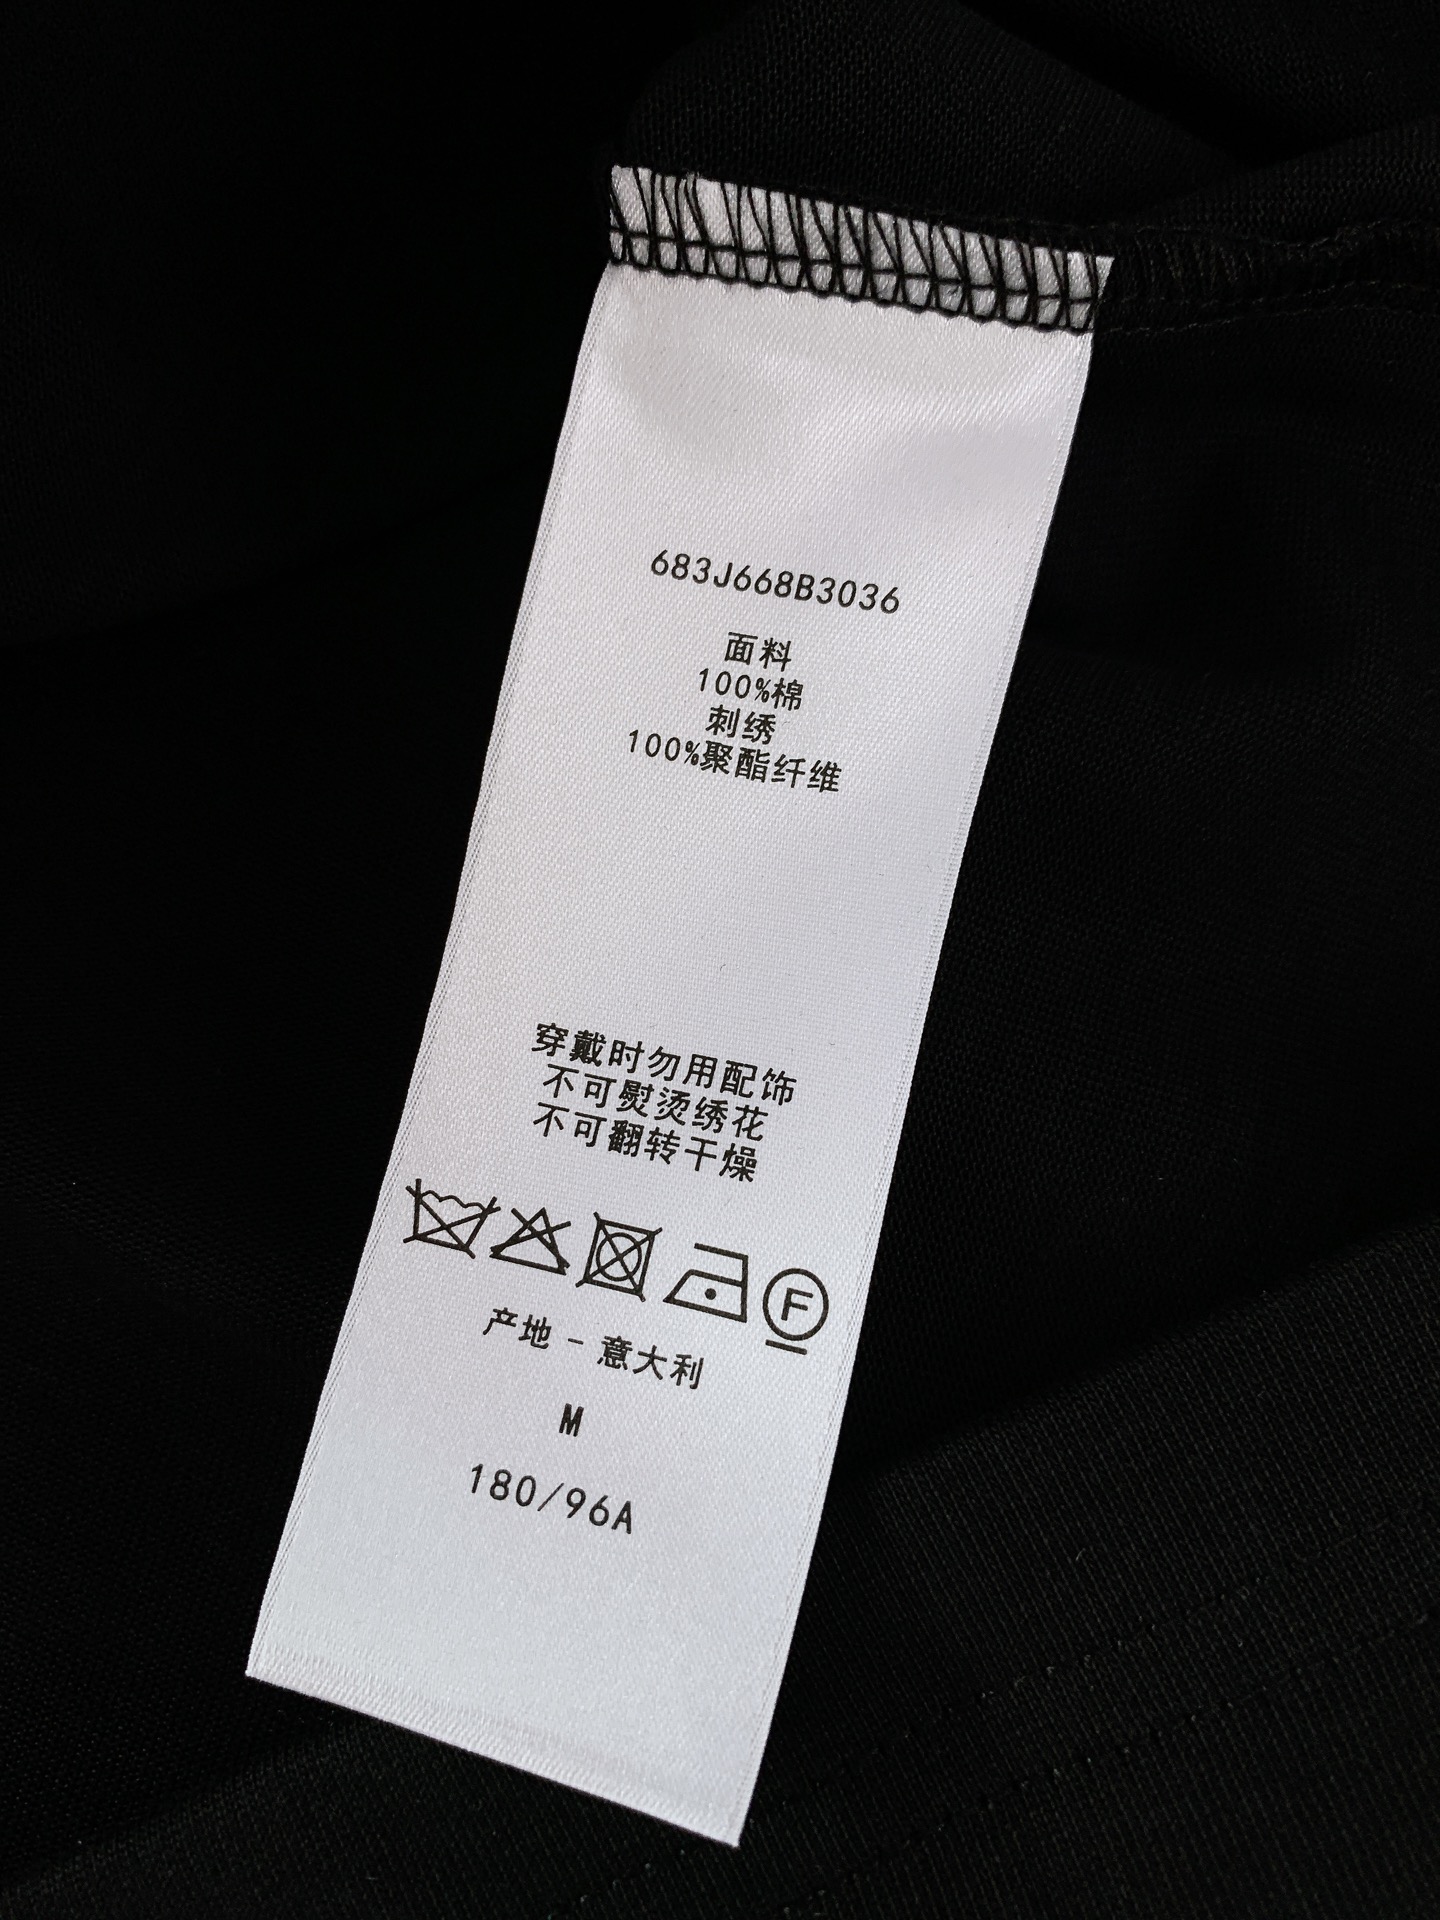 683J668B3036
面料
100%棉
刺绣
100%聚酯纤维
穿戴时勿用配饰
不可熨烫绣花
不可翻转干燥
F
产地 - 意大利
M
180/96A